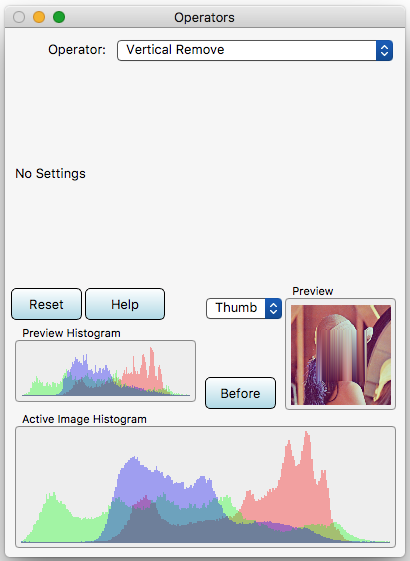 Operators
Operator: Vertical Remove
No Settings
Reset Help Thumb Preview
Preview Histogram
Before
Active Image Histogram